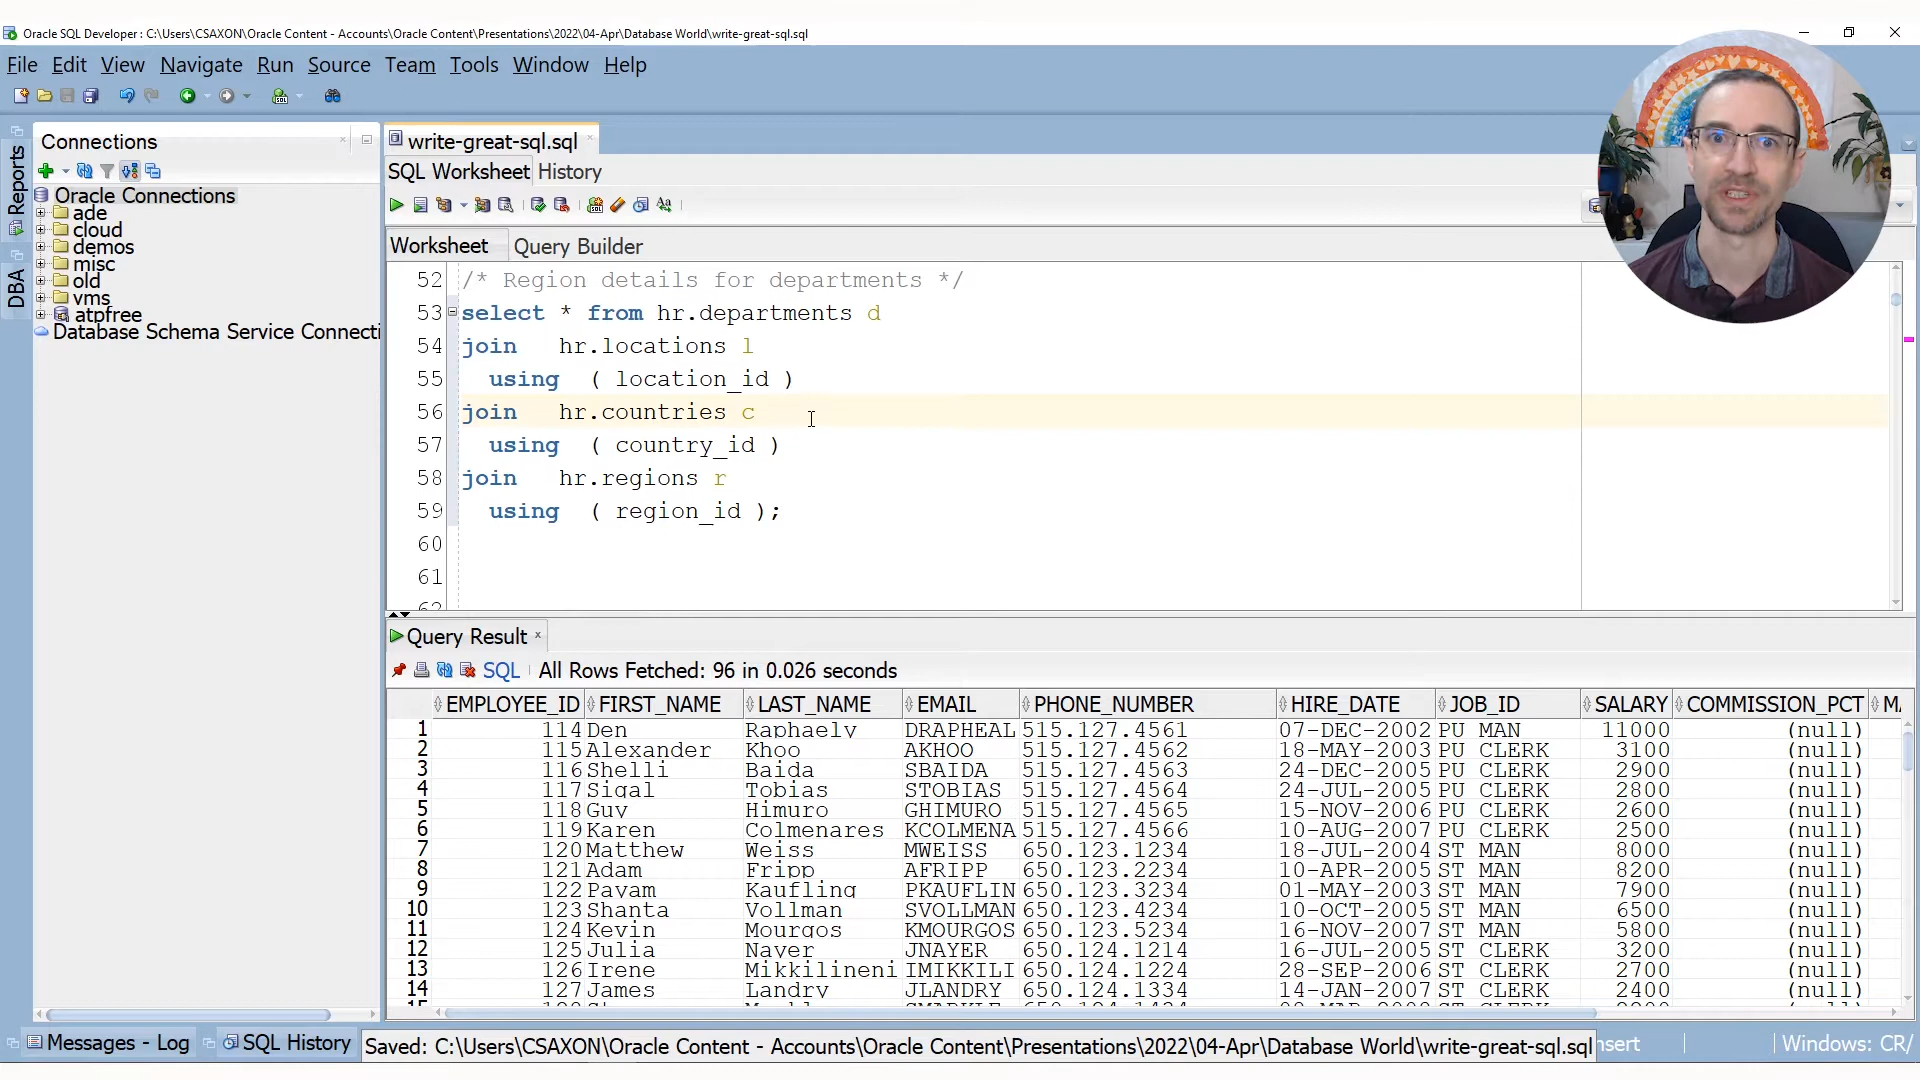 Oracle SQL Developer : C:\Users\CSAXON\Oracle Content - Accounts\Oracle Content\Presentations\2022\04-Apr\Database World\write-great-sql.sql
File Edit View Navigate Run Source Team Tools Window Help
Connections
Reports
DBA
Oracle Connections
ade
cloud
demos
misc
old
vms
atpfree
Database Schema Service Connecti
write-great-sql.sql
SQL Worksheet History
Worksheet Query Builder
52 /* Region details for departments */
53 select * from hr.departments d
54 join hr.locations l
55 using ( location_id )
56 join hr.countries c
57 using ( country_id )
58 join hr.regions r
59 using ( region_id );
60
61
62
Query Result
SQL All Rows Fetched: 96 in 0.026 seconds
EMPLOYEE_ID FIRST_NAME LAST_NAME EMAIL PHONE_NUMBER HIRE_DATE JOB_ID SALARY COMMISSION_PCT MA
1 114 Den Raphaely DRAPHEAL 515.127.4561 07-DEC-2002 PU_MAN 11000 (null)
2 115 Alexander Khoo AKHOO 515.127.4562 18-MAY-2003 PU_CLERK 3100 (null)
3 116 Shelli Baida SBAIDA 515.127.4563 24-DEC-2005 PU_CLERK 2900 (null)
4 117 Sigal Tobias STOBIAS 515.127.4564 24-JUL-2005 PU_CLERK 2800 (null)
5 118 Guy Himuro GHIMURO 515.127.4565 15-NOV-2006 PU_CLERK 2600 (null)
6 119 Karen Colmenares KCOLMENA 515.127.4566 10-AUG-2007 PU_CLERK 2500 (null)
7 120 Matthew Weiss MWEISS 650.123.1234 18-JUL-2004 ST_MAN 8000 (null)
8 121 Adam Fripp AFRIPP 650.123.2234 10-APR-2005 ST_MAN 8200 (null)
9 122 Payam Kaufling PKAUFLIN 650.123.3234 01-MAY-2003 ST_MAN 7900 (null)
10 123 Shanta Vollman SVOLLMAN 650.123.4234 10-OCT-2005 ST_MAN 6500 (null)
11 124 Kevin Mourgos KMOURGOS 650.123.5234 16-NOV-2007 ST_MAN 5800 (null)
12 125 Julia Nayer JNAYER 650.124.1214 16-JUL-2005 ST_CLERK 3200 (null)
13 126 Irene Mikkilineni IMIKKILI 650.124.1224 28-SEP-2006 ST_CLERK 2700 (null)
14 127 James Landry JLANDRY 650.124.1334 14-JAN-2007 ST_CLERK 2400 (null)
Messages - Log SQL History Saved: C:\Users\CSAXON\Oracle Content - Accounts\Oracle Content\Presentations\2022\04-Apr\Database World\write-great-sql.sql nsert Windows: CR/